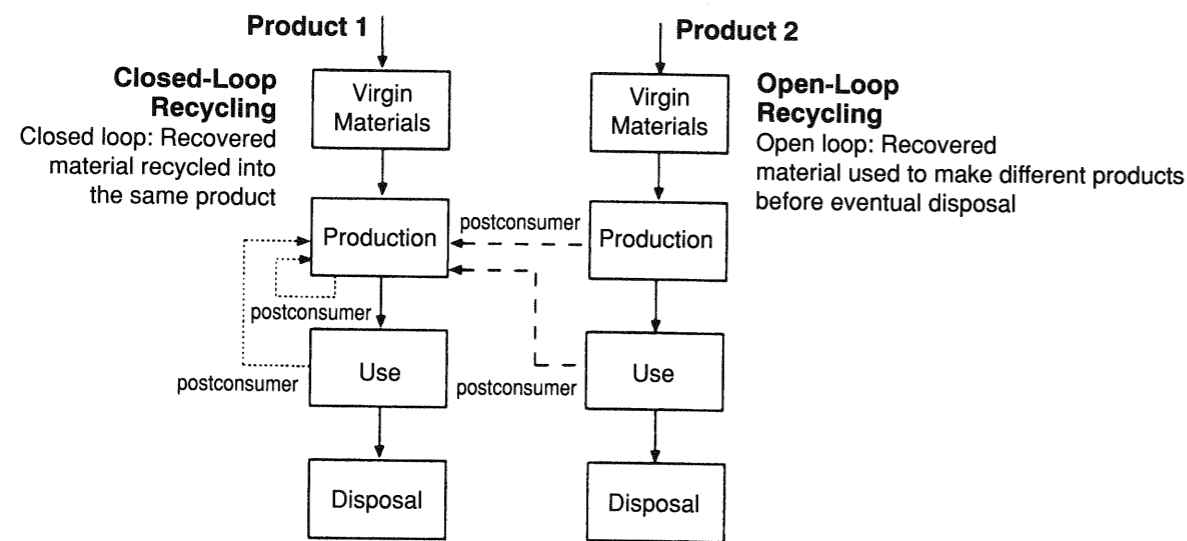 Product 1
Closed-Loop
Recycling
Closed loop: Recovered
material recycled into
the same product
Virgin
Materials
Production
postconsumer
Use
postconsumer
Disposal
Product 2
Virgin
Materials
postconsumer
Production
Use
postconsumer
Disposal
Open-Loop
Recycling
Open loop: Recovered
material used to make different products
before eventual disposal